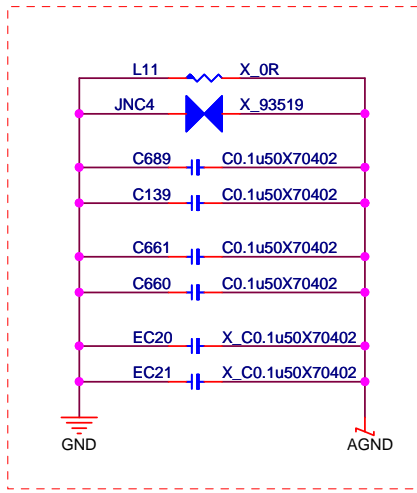 L11 X_0R
JNC4 X_93519
C689 C0.1u50X70402
C139 C0.1u50X70402
C661 C0.1u50X70402
C660 C0.1u50X70402
EC20 X_C0.1u50X70402
EC21 X_C0.1u50X70402
GND AGND